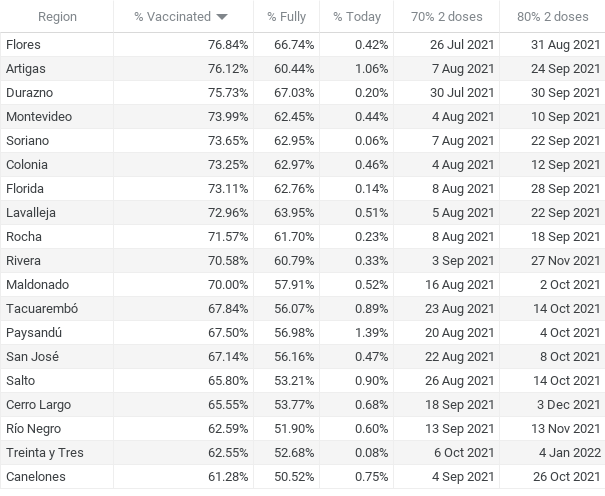 Region % Vaccinated % Fully % Today 70% 2 doses 80% 2 doses
Flores 76.84% 66.74% 0.42% 26 Jul 2021 31 Aug 2021
Artigas 76.12% 60.44% 1.06% 7 Aug 2021 24 Sep 2021
Durazno 75.73% 67.03% 0.20% 30 Jul 2021 30 Sep 2021
Montevideo 73.99% 62.45% 0.44% 4 Aug 2021 10 Sep 2021
Soriano 73.65% 62.95% 0.06% 7 Aug 2021 22 Sep 2021
Colonia 73.25% 62.97% 0.46% 4 Aug 2021 12 Sep 2021
Florida 73.11% 62.76% 0.14% 8 Aug 2021 28 Sep 2021
Lavalleja 72.96% 63.95% 0.51% 5 Aug 2021 22 Sep 2021
Rocha 71.57% 61.70% 0.23% 8 Aug 2021 18 Sep 2021
Rivera 70.58% 60.79% 0.33% 3 Sep 2021 27 Nov 2021
Maldonado 70.00% 57.91% 0.52% 16 Aug 2021 2 Oct 2021
Tacuarembó 67.84% 56.07% 0.89% 23 Aug 2021 14 Oct 2021
Paysandú 67.50% 56.98% 1.39% 20 Aug 2021 4 Oct 2021
San José 67.14% 56.16% 0.47% 22 Aug 2021 8 Oct 2021
Salto 65.80% 53.21% 0.90% 26 Aug 2021 14 Oct 2021
Cerro Largo 65.55% 53.77% 0.68% 18 Sep 2021 3 Dec 2021
Río Negro 62.59% 51.90% 0.60% 13 Sep 2021 13 Nov 2021
Treinta y Tres 62.55% 52.68% 0.08% 6 Oct 2021 4 Jan 2022
Canelones 61.28% 50.52% 0.75% 4 Sep 2021 26 Oct 2021